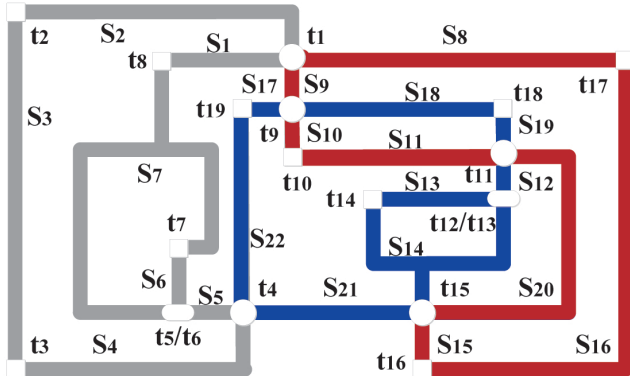 t2 S2 t1 S8
t8 S1 t17
S3 t19 S17 S9 S18 t18
t9 S10 S11 S19
S7 t10 t11 S12
t14 S13
t7 t12/t13
S22 S14
S6 S5 t4 S21 t15 S20
t5/t6
t3 S4 S15 S16
t16